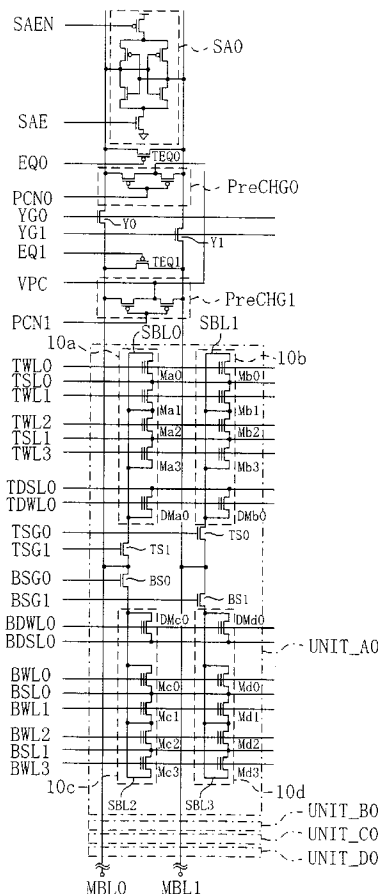 SAEN
SA0
SAE
TEQ0
EQ0
PCN0
PreCHG0
YG0
Y0
YG1
Y1
EQ1
TEQ1
VPC
PreCHG1
PCN1
10a
SBL0
SBL1
10b
TWL0
TSL0
Ma0
Mb0
TWL1
Ma1
Mb1
TWL2
Ma2
Mb2
TSL1
TWL3
Ma3
Mb3
TDSL0
TDWL0
DMa0
DMb0
TSG0
TS0
TSG1
TS1
BSG0
BS0
BSG1
BS1
DMc0
DMd0
BDWL0
BDSL0
UNIT_A0
BWL0
Mc0
Md0
BSL0
BWL1
Mc1
Md1
BWL2
Mc2
Md2
BSL1
BWL3
Mc3
Md3
10c
SBL2
SBL3
10d
UNIT_B0
UNIT_C0
UNIT_D0
MBL0
MBL1